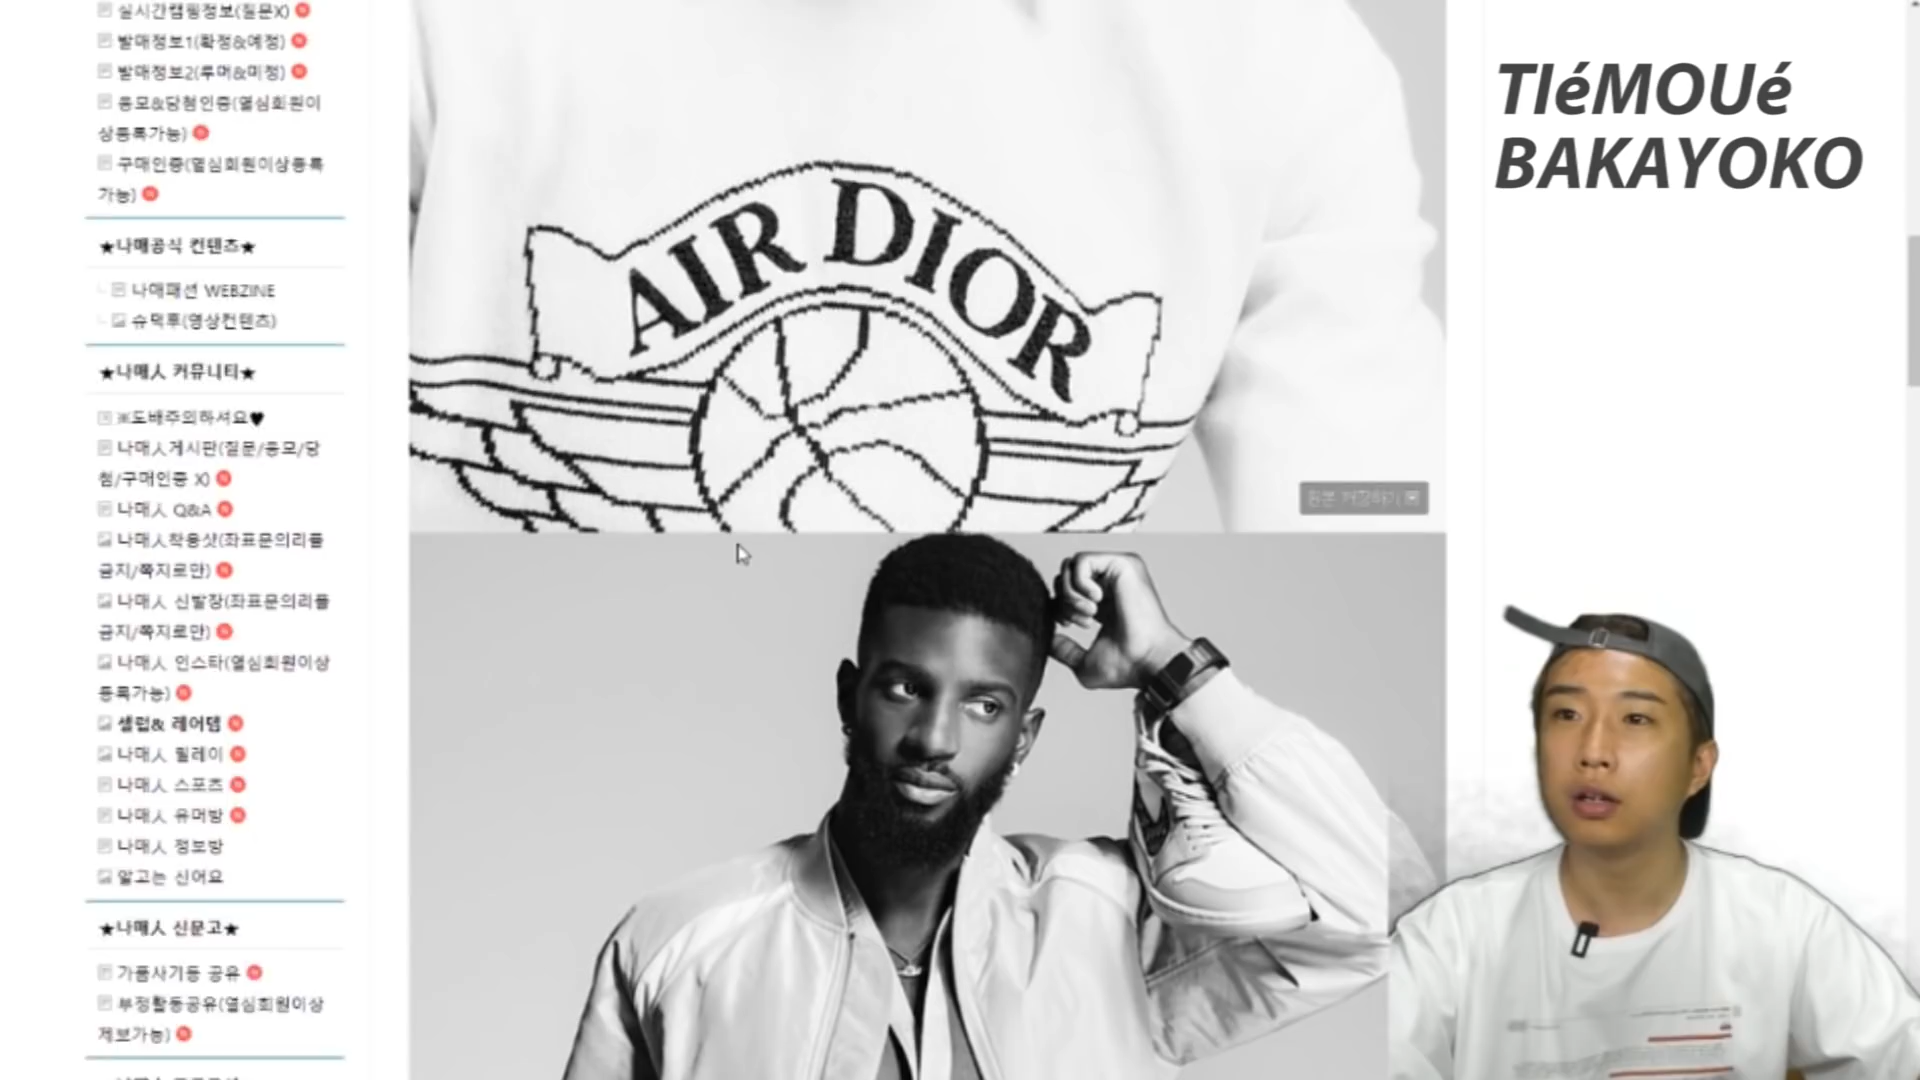 실시간캠핑정보(질문X)
발매정보1(확정&예정)
발매정보2(루머&미정)
응모&당첨인증(열심회원이
상등록가능)
구매인증(열심회원이상등록
가능)
★나매공식 컨텐츠★
나매패션 WEBZINE
슈덕후(영상컨텐츠)
★나매人 커뮤니티★
※도배주의하셔요♥
나매人게시판(질문/응모/당
첨/구매인증 X)
나매人 Q&A
나매人착용샷(좌표문의리플
금지/쪽지로만)
나매人 신발장(좌표문의리플
금지/쪽지로만)
나매人 인스타(열심회원이상
등록가능)
셀럽& 레어템
나매人 릴레이
나매人 스포츠
나매人 유머방
나매人 정보방
알고는 신어요
★나매人 신문고★
가품사기등 공유
부정활동공유(열심회원이상
제보가능)
AIR DIOR
TIéMOUé
BAKAYOKO